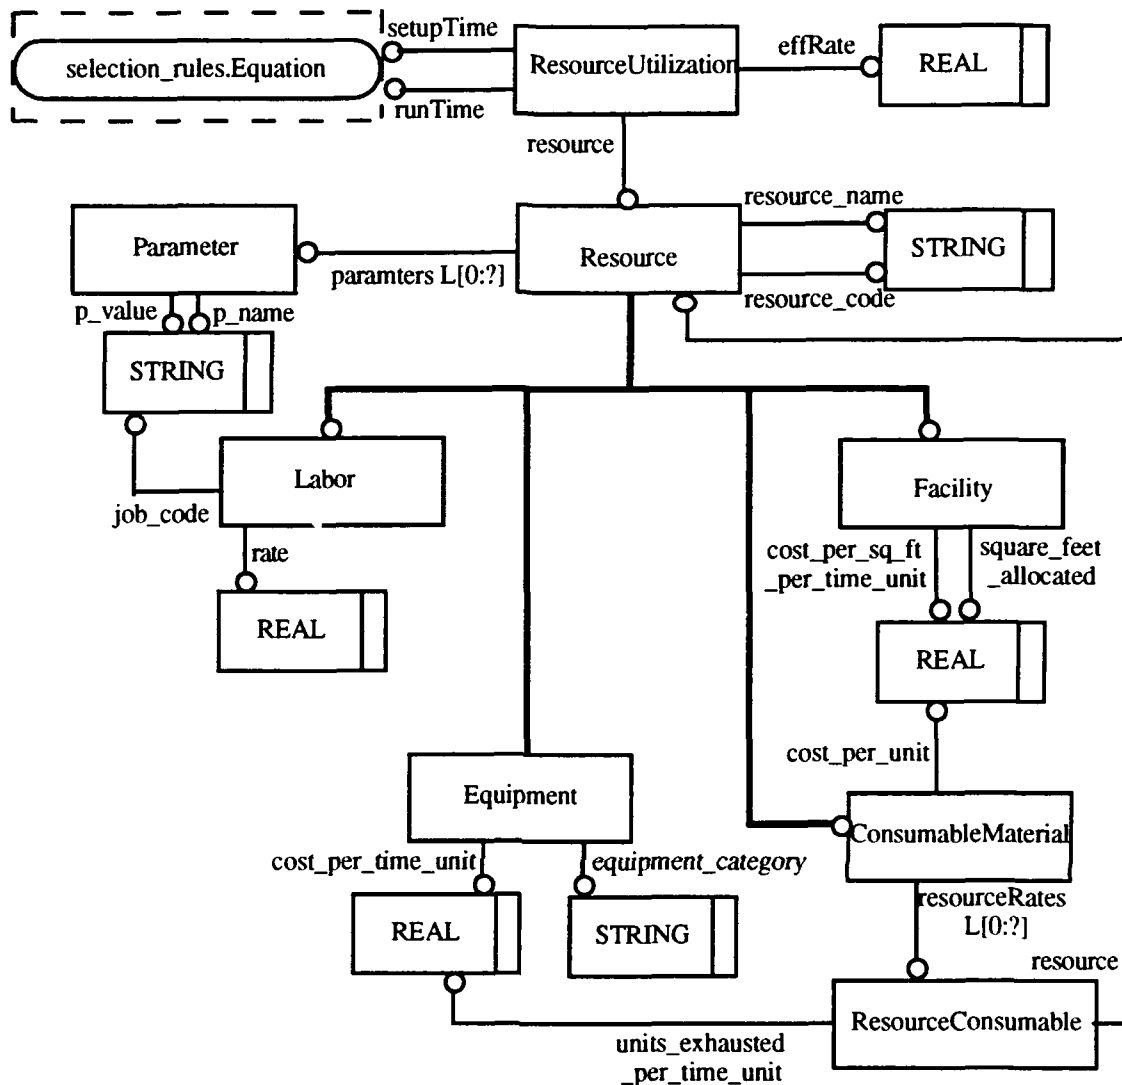 setupTime
selection_rules.Equation
runTime
ResourceUtilization
effRate
REAL
resource
resource_name
Parameter
paramters L[0:?]
Resource
STRING
resource_code
p_value
p_name
STRING
Labor
job_code
rate
REAL
Facility
cost_per_sq_ft
_per_time_unit
square_feet
_allocated
REAL
cost_per_unit
Equipment
ConsumableMaterial
cost_per_time_unit
equipment_category
resourceRates
L[0:?]
REAL
STRING
resource
ResourceConsumable
units_exhausted
_per_time_unit